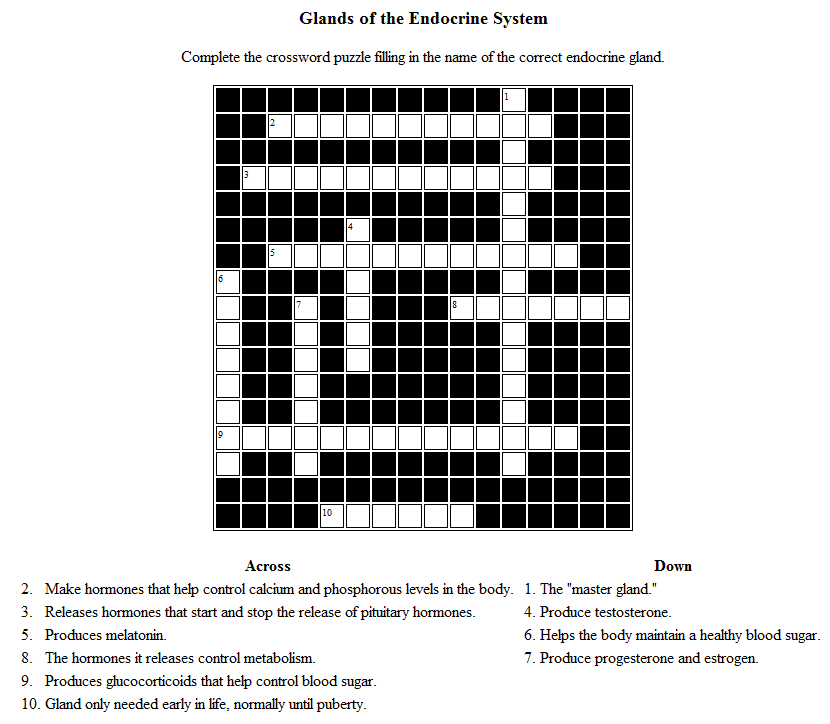 Glands of the Endocrine System
Complete the crossword puzzle filling in the name of the correct endocrine gland.
1
2
3
4
5
6
7 8
9
10
Across
2. Make hormones that help control calcium and phosphorous levels in the body.
3. Releases hormones that start and stop the release of pituitary hormones.
5. Produces melatonin.
8. The hormones it releases control metabolism.
9. Produces glucocorticoids that help control blood sugar.
10. Gland only needed early in life, normally until puberty.
Down
1. The "master gland."
4. Produce testosterone.
6. Helps the body maintain a healthy blood sugar.
7. Produce progesterone and estrogen.